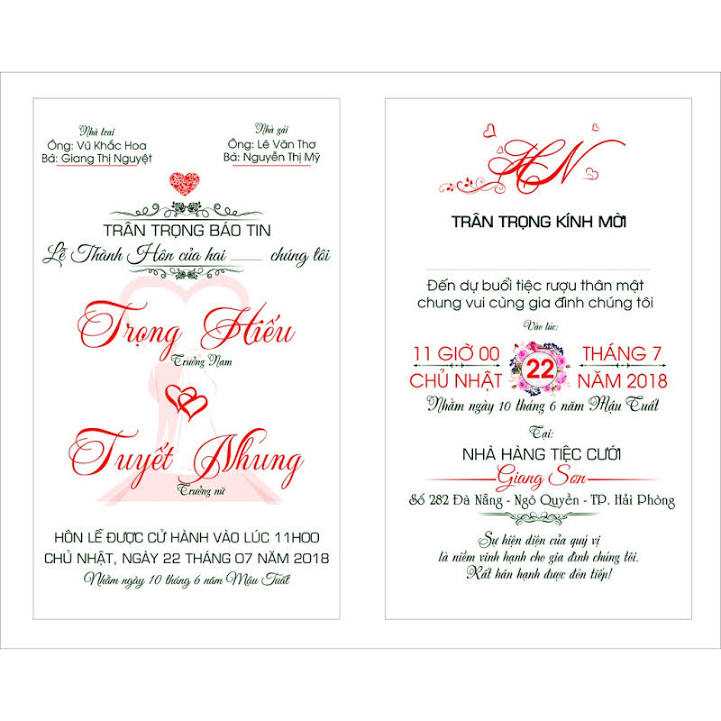 Nhà trai
Ông: Vũ Khắc Hoa
Bà: Giang Thị Nguyệt
Nhà gái
Ông: Lê Văn Thơ
Bà: Nguyễn Thị Mỹ
TRÂN TRỌNG BÁO TIN
Lễ Thành Hôn của hai ____ chúng tôi
Trọng Hiếu
Trưởng Nam
Tuyết Nhung
Trưởng nữ
HÔN LỄ ĐƯỢC CỬ HÀNH VÀO LÚC 11H00
CHỦ NHẬT, NGÀY 22 THÁNG 07 NĂM 2018
Nhằm ngày 10 tháng 6 năm Mậu Tuất
HN
TRÂN TRỌNG KÍNH MỜI
Đến dự buổi tiệc rượu thân mật
chung vui cùng gia đình chúng tôi
Vào lúc:
11 GIỜ 00 22 THÁNG 7
CHỦ NHẬT NĂM 2018
Nhằm ngày 10 tháng 6 năm Mậu Tuất
Tại:
NHÀ HÀNG TIỆC CƯỚI
Giang Sơn
Số 282 Đà Nẵng - Ngô Quyền - TP. Hải Phòng
Sự hiện diện của quý vị
là niềm vinh hạnh cho gia đình chúng tôi.
Rất hân hạnh được đón tiếp!